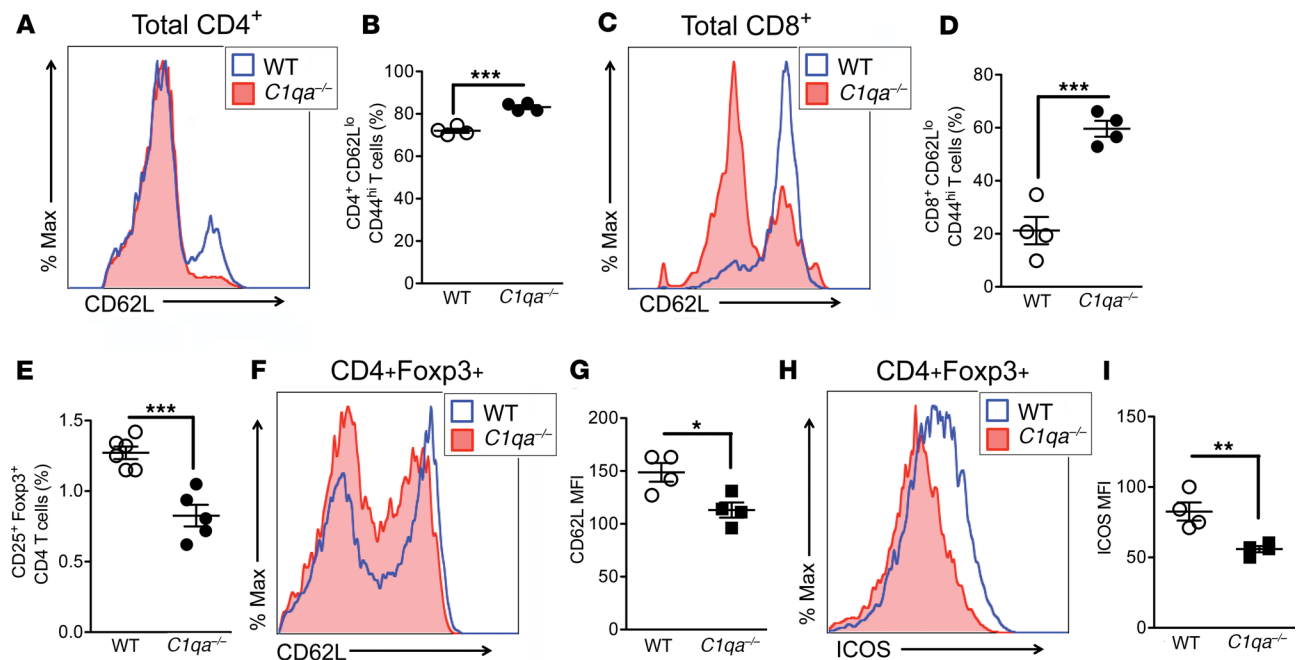 A
Total CD4⁺
WT
C1qa⁻/⁻
% Max
CD62L
B
***
CD4⁺ CD62Lˡᵒ
CD44ʰⁱ T cells (%)
100
80
60
40
20
0
WT
C1qa⁻/⁻
C
Total CD8⁺
WT
C1qa⁻/⁻
% Max
CD62L
D
***
CD8⁺ CD62Lˡᵒ
CD44ʰⁱ T cells (%)
80
60
40
20
0
WT
C1qa⁻/⁻
E
***
CD25⁺ Foxp3⁺
CD4 T cells (%)
1.5
1.0
0.5
0.0
WT
C1qa⁻/⁻
F
CD4+Foxp3+
WT
C1qa⁻/⁻
% Max
CD62L
G
*
CD62L MFI
200
150
100
50
0
WT
C1qa⁻/⁻
H
CD4+Foxp3+
WT
C1qa⁻/⁻
% Max
ICOS
I
**
ICOS MFI
150
100
50
0
WT
C1qa⁻/⁻